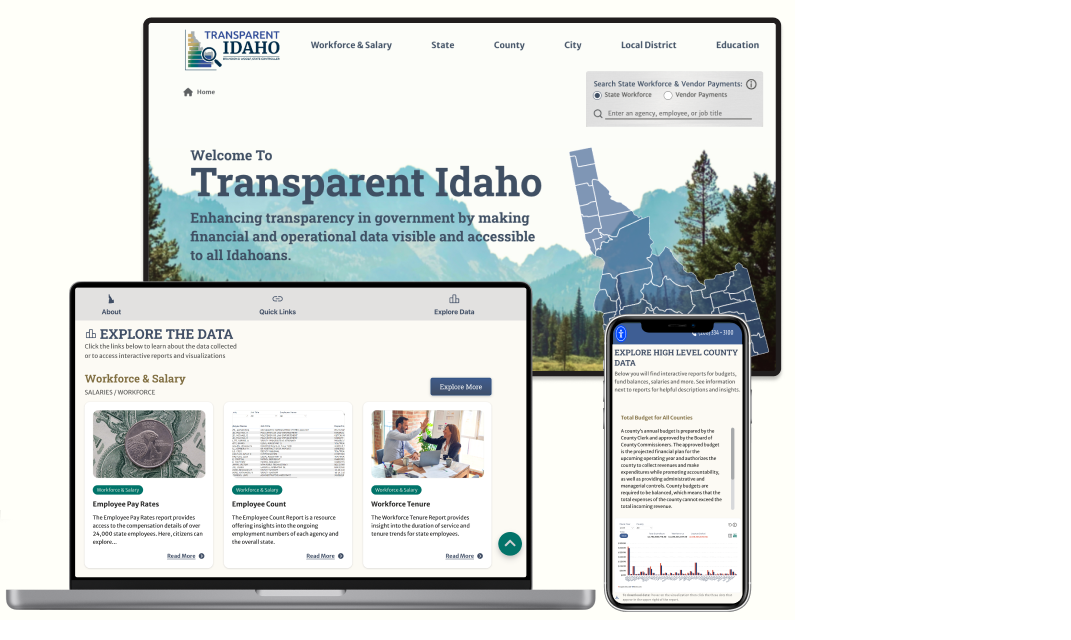 TRANSPARENT
IDAHO
Workforce & Salary
State
County
City
Local District
Education
Home
Search State Workforce & Vendor Payments:
State Workforce
Vendor Payments
Enter an agency, employee, or job title
Welcome To
Transparent Idaho
Enhancing transparency in government by making
financial and operational data visible and accessible
to all Idahoans.
About
Quick Links
Explore Data
EXPLORE THE DATA
Click the links below to learn about the data collected
or to access interactive reports and visualizations
Workforce & Salary
SALARIES / WORKFORCE
Explore More
Workforce & Salary
Employee Pay Rates
The Employee Pay Rates report provides
access to the compensation details of over
24,000 state employees. Here, citizens can
explore...
Read More
Workforce & Salary
Employee Count
The Employee Count Report is a resource
offering insights into the ongoing
employment numbers of each agency and
the overall state.
Read More
Workforce & Salary
Workforce Tenure
The Workforce Tenure Report provides
insight into the duration of service and
tenure trends for state employees.
Read More
334-3100
EXPLORE HIGH LEVEL COUNTY
DATA
Below you will find interactive reports for budgets,
fund balances, salaries and more. See information
next to reports for helpful descriptions and insights.
Total Budget for All Counties
A county's annual budget is prepared by the
County Clerk and approved by the Board of
County Commissioners. The approved budget
is the projected financial plan for the
upcoming operating year and authorizes the
county to collect revenues and make
expenditures while promoting accountability,
as well as providing administrative and
managerial controls. County budgets are
required to be balanced, which means that the
total expenses of the county cannot exceed the
total incoming revenue.